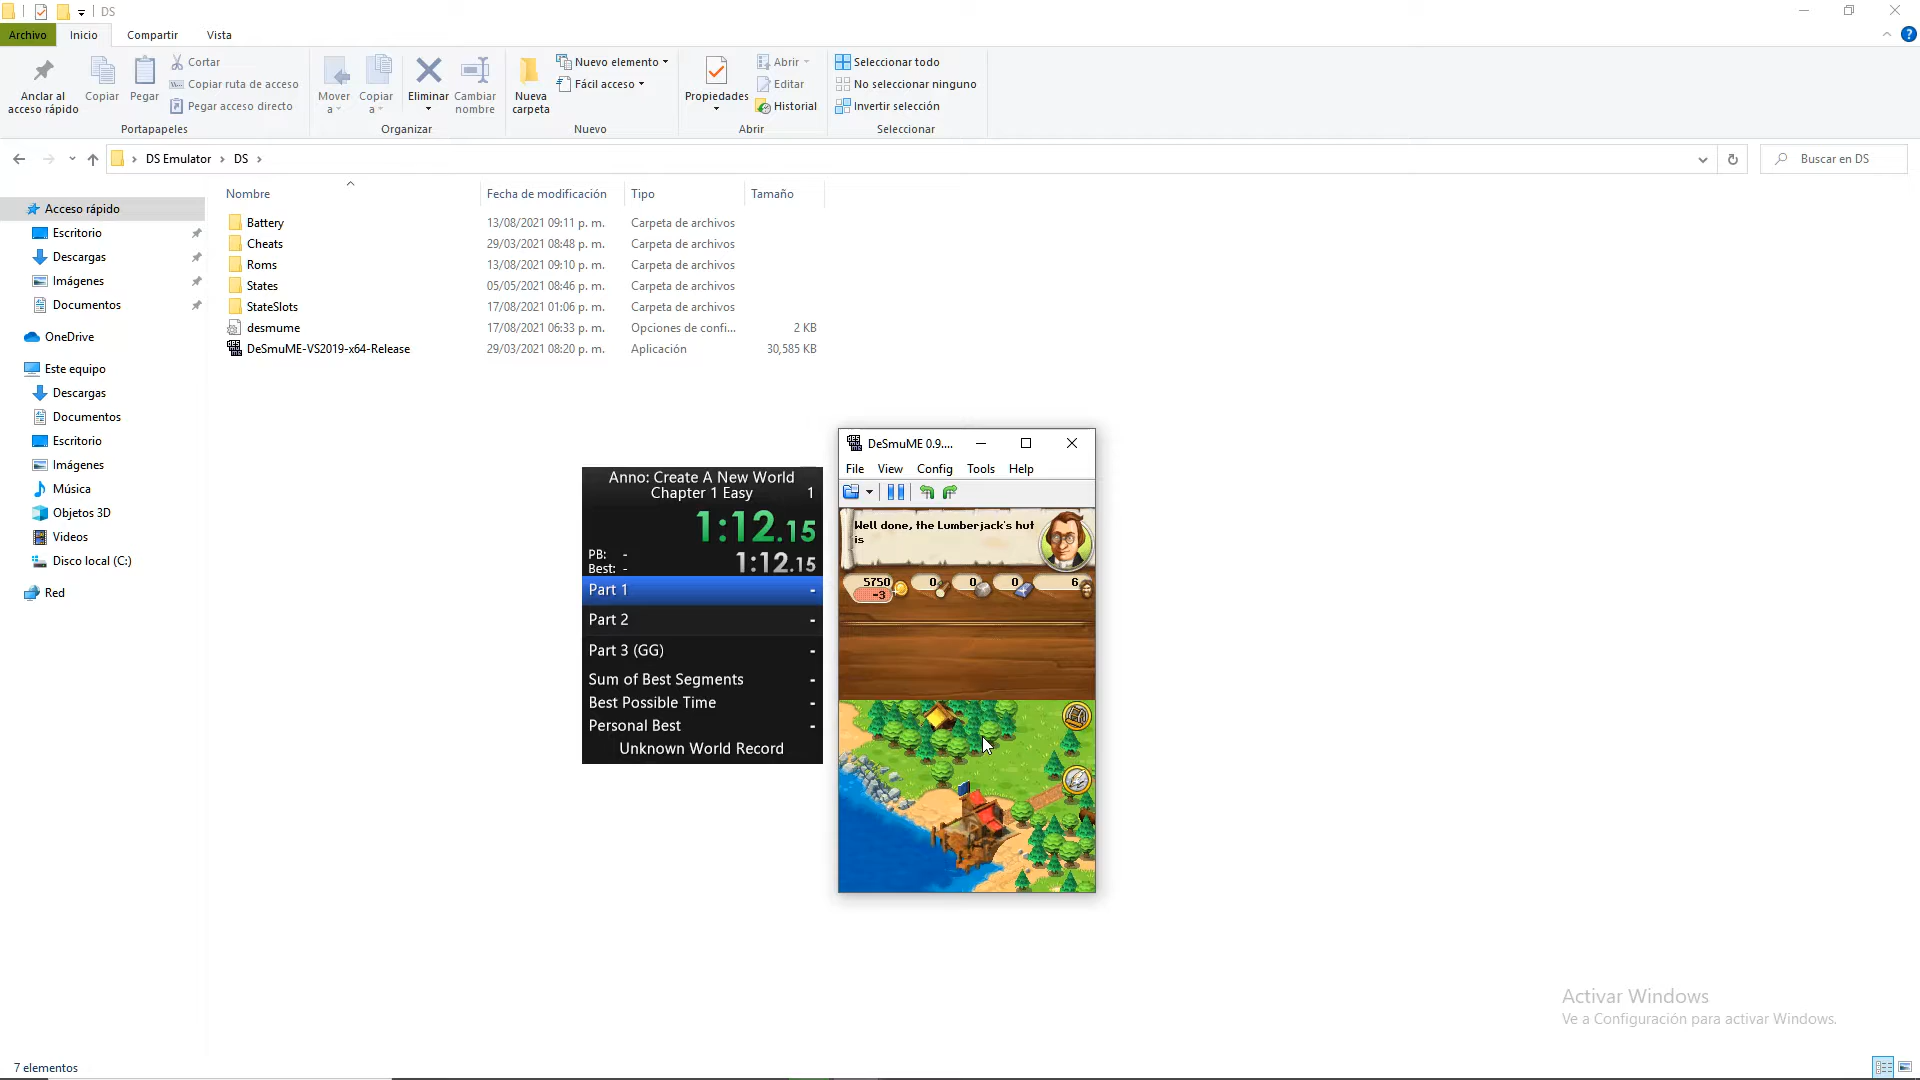 DS
Archivo
Inicio
Compartir
Vista
Anclar al
acceso rápido
Copiar
Pegar
Cortar
Copiar ruta de acceso
Pegar acceso directo
Portapapeles
Mover
a
Copiar
a
Eliminar
Cambiar
nombre
Organizar
Nueva
carpeta
Nuevo elemento
Fácil acceso
Nuevo
Propiedades
Abrir
Editar
Historial
Abrir
Seleccionar todo
No seleccionar ninguno
Invertir selección
Seleccionar
DS Emulator
DS
Buscar en DS
Nombre
Fecha de modificación
Tipo
Tamaño
Battery 13/08/2021 09:11 p. m. Carpeta de archivos
Cheats 29/03/2021 08:48 p. m. Carpeta de archivos
Roms 13/08/2021 09:10 p. m. Carpeta de archivos
States 05/05/2021 08:46 p. m. Carpeta de archivos
StateSlots 17/08/2021 01:06 p. m. Carpeta de archivos
desmume 17/08/2021 06:33 p. m. Opciones de confi... 2 KB
DeSmuME-VS2019-x64-Release 29/03/2021 08:20 p. m. Aplicación 30,585 KB
Acceso rápido
Escritorio
Descargas
Imágenes
Documentos
OneDrive
Este equipo
Descargas
Documentos
Escritorio
Imágenes
Música
Objetos 3D
Videos
Disco local (C:)
Red
Anno: Create A New World
Chapter 1 Easy 1
1:12.15
PB: -
Best: -
1:12.15
Part 1 -
Part 2 -
Part 3 (GG) -
Sum of Best Segments -
Best Possible Time -
Personal Best -
Unknown World Record
DeSmuME 0.9....
File View Config Tools Help
Well done, the Lumberjack's hut
is
5750 0 0 0 6
-3
Activar Windows
Ve a Configuración para activar Windows.
7 elementos